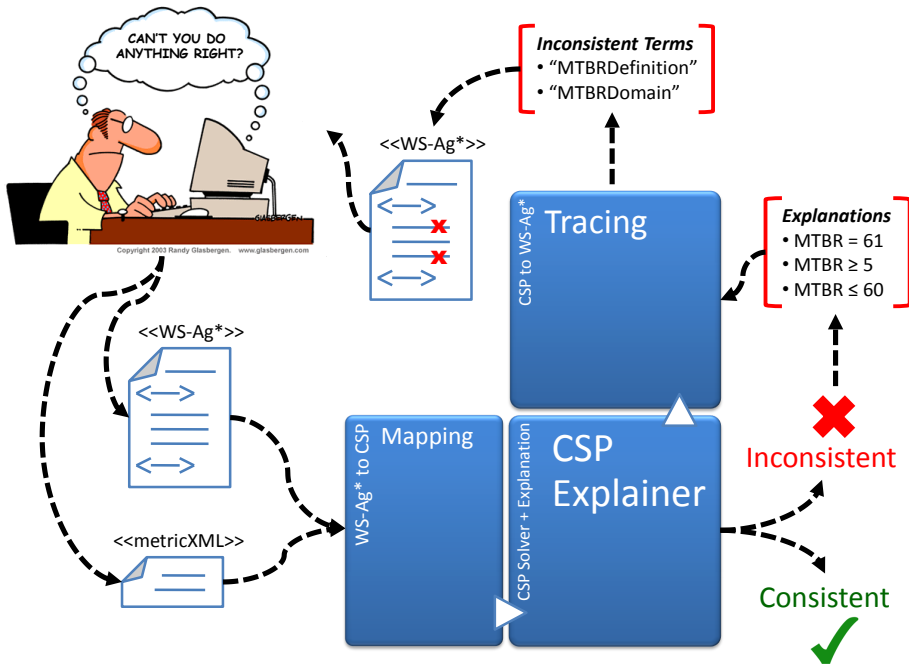 CAN'T YOU DO
ANYTHING RIGHT?
GLASBERGEN
Copyright 2003 Randy Glasbergen. www.glasbergen.com
<<WS-Ag*>>
Inconsistent Terms
• “MTBRDefinition”
• “MTBRDomain”
x
x
CSP to WS-Ag*
Tracing
Explanations
• MTBR = 61
• MTBR ≥ 5
• MTBR ≤ 60
<<WS-Ag*>>
<<metricXML>>
WS-Ag* to CSP
Mapping
CSP Solver + Explanation
CSP
Explainer
Inconsistent
Consistent